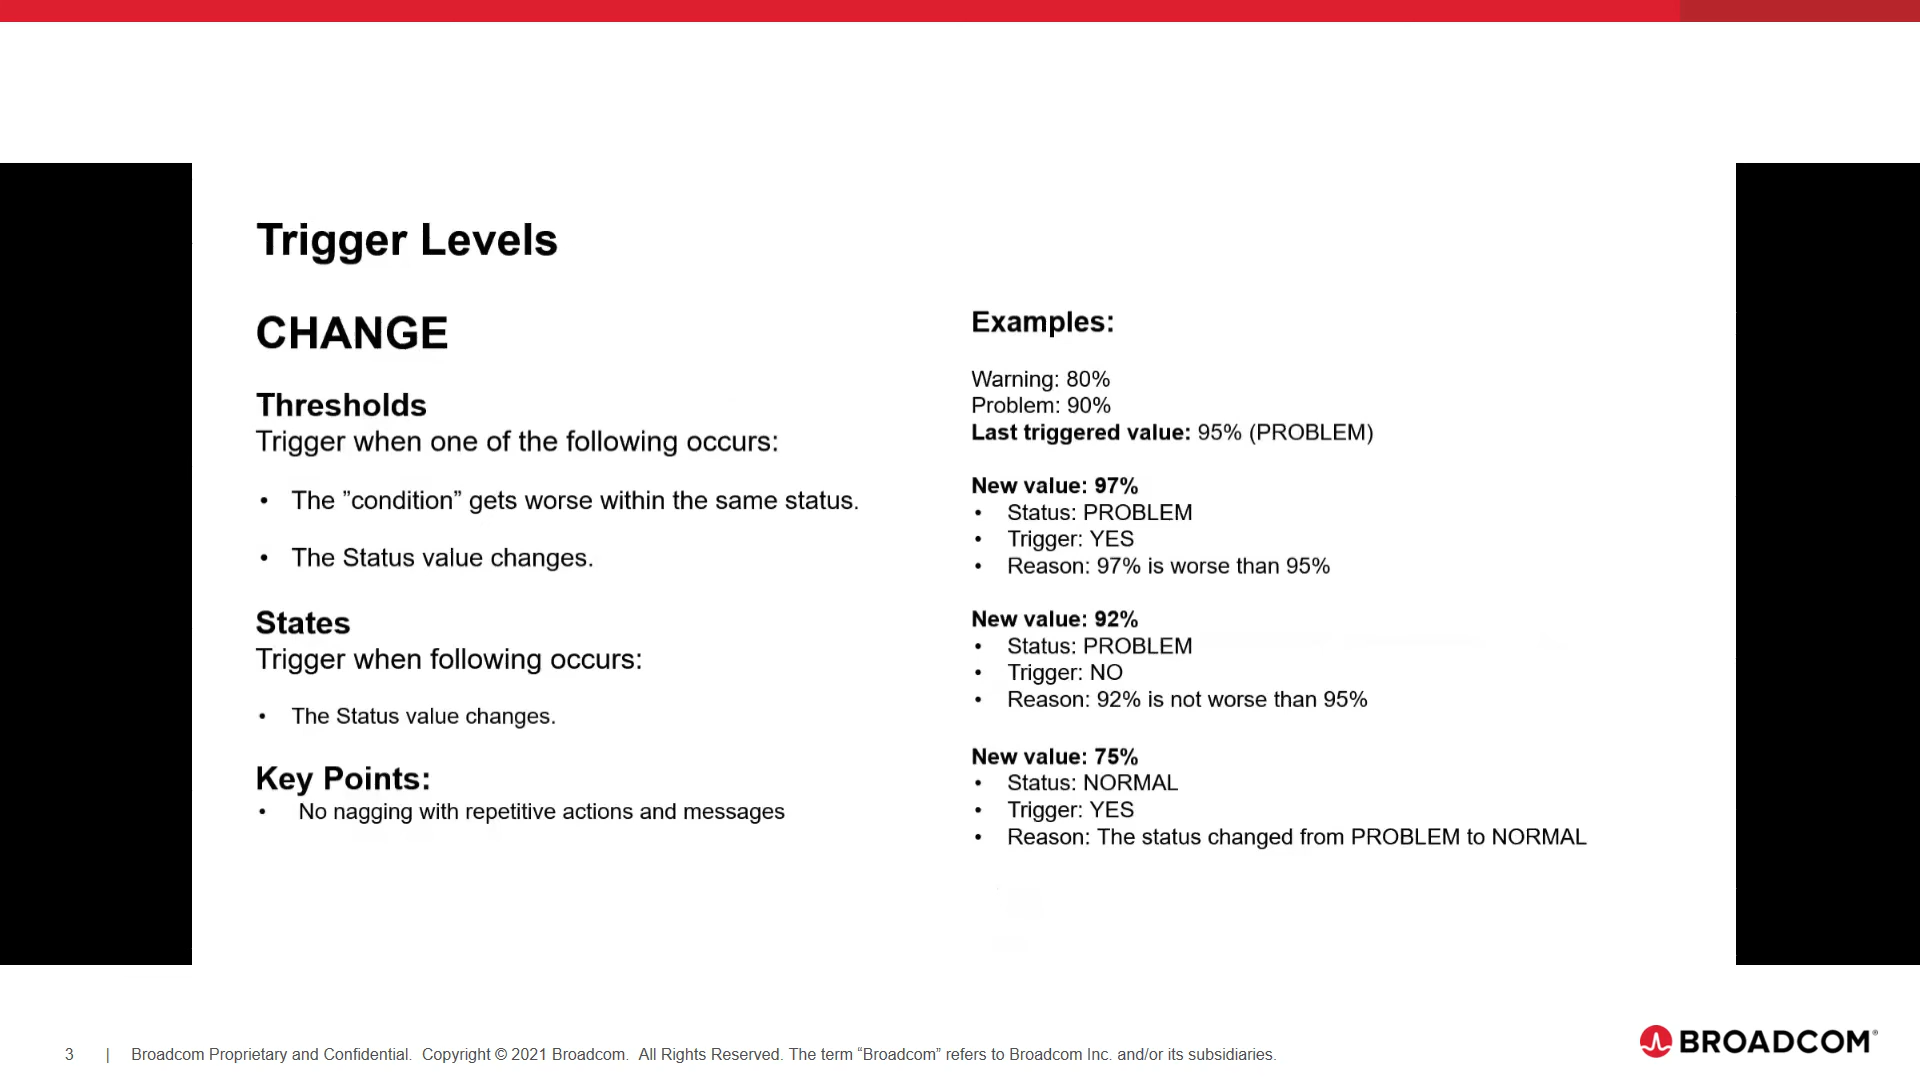 Trigger Levels
CHANGE
Thresholds
Trigger when one of the following occurs:
• The ”condition” gets worse within the same status.
• The Status value changes.
States
Trigger when following occurs:
• The Status value changes.
Key Points:
• No nagging with repetitive actions and messages
Examples:
Warning: 80%
Problem: 90%
Last triggered value: 95% (PROBLEM)
New value: 97%
• Status: PROBLEM
• Trigger: YES
• Reason: 97% is worse than 95%
New value: 92%
• Status: PROBLEM
• Trigger: NO
• Reason: 92% is not worse than 95%
New value: 75%
• Status: NORMAL
• Trigger: YES
• Reason: The status changed from PROBLEM to NORMAL
3 | Broadcom Proprietary and Confidential. Copyright © 2021 Broadcom. All Rights Reserved. The term “Broadcom” refers to Broadcom Inc. and/or its subsidiaries.
BROADCOM®